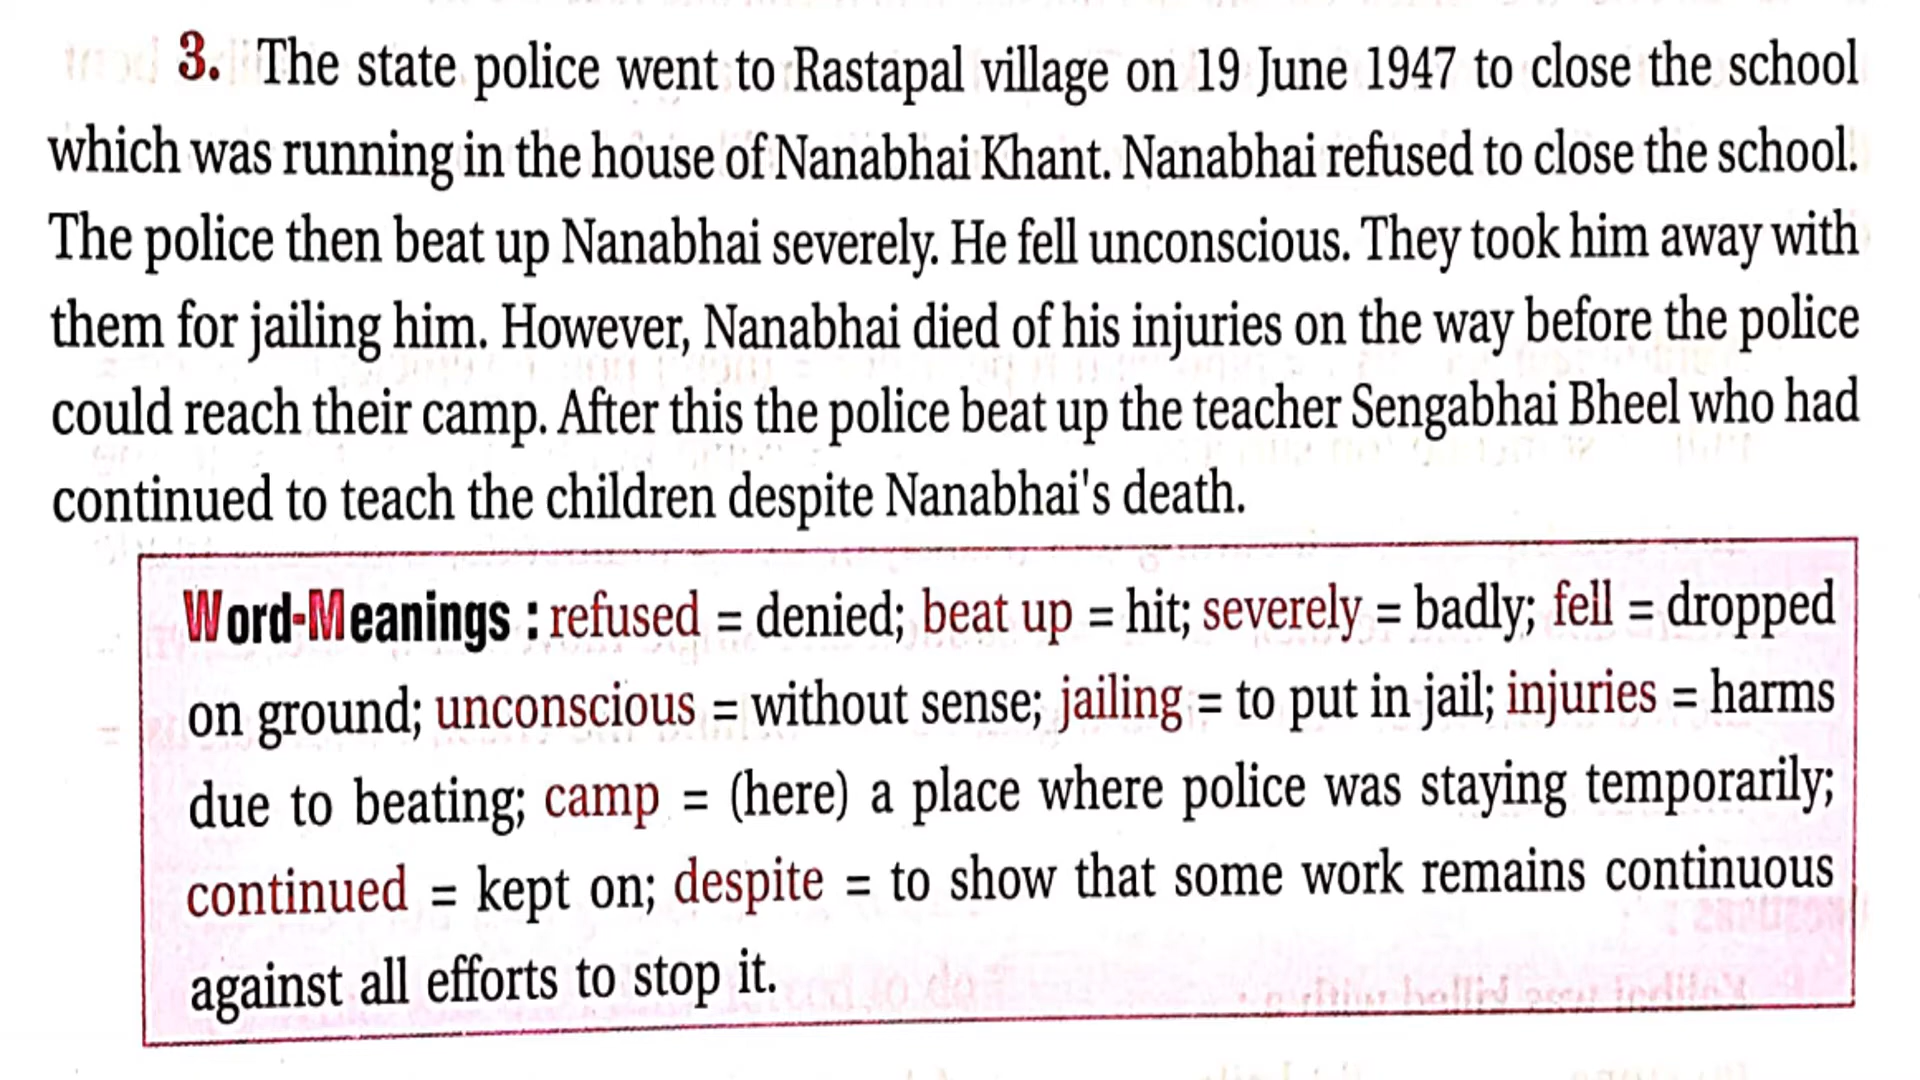 3. The state police went to Rastapal village on 19 June 1947 to close the school
which was running in the house of Nanabhai Khant. Nanabhai refused to close the school.
The police then beat up Nanabhai severely. He fell unconscious. They took him away with
them for jailing him. However, Nanabhai died of his injuries on the way before the police
could reach their camp. After this the police beat up the teacher Sengabhai Bheel who had
continued to teach the children despite Nanabhai's death.
Word-Meanings : refused = denied; beat up = hit; severely = badly; fell = dropped
on ground; unconscious = without sense; jailing = to put in jail; injuries = harms
due to beating; camp = (here) a place where police was staying temporarily;
continued = kept on; despite = to show that some work remains continuous
against all efforts to stop it.